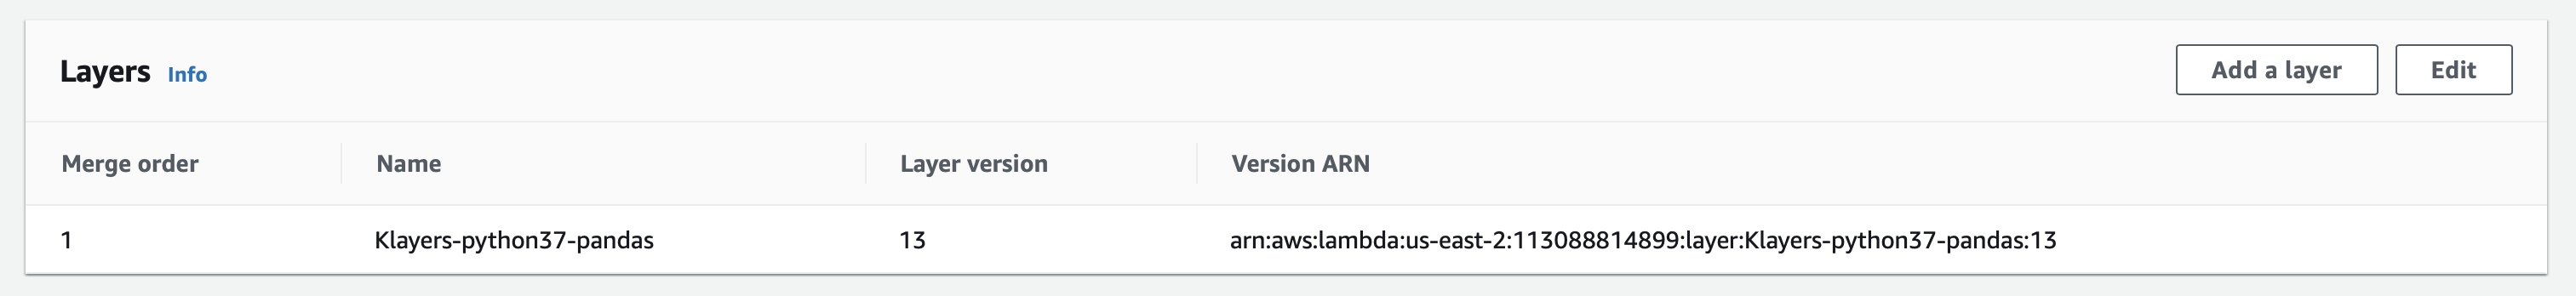 Layers Info Add a layer Edit
Merge order Name Layer version Version ARN
1 Klayers-python37-pandas 13 arn:aws:lambda:us-east-2:113088814899:layer:Klayers-python37-pandas:13